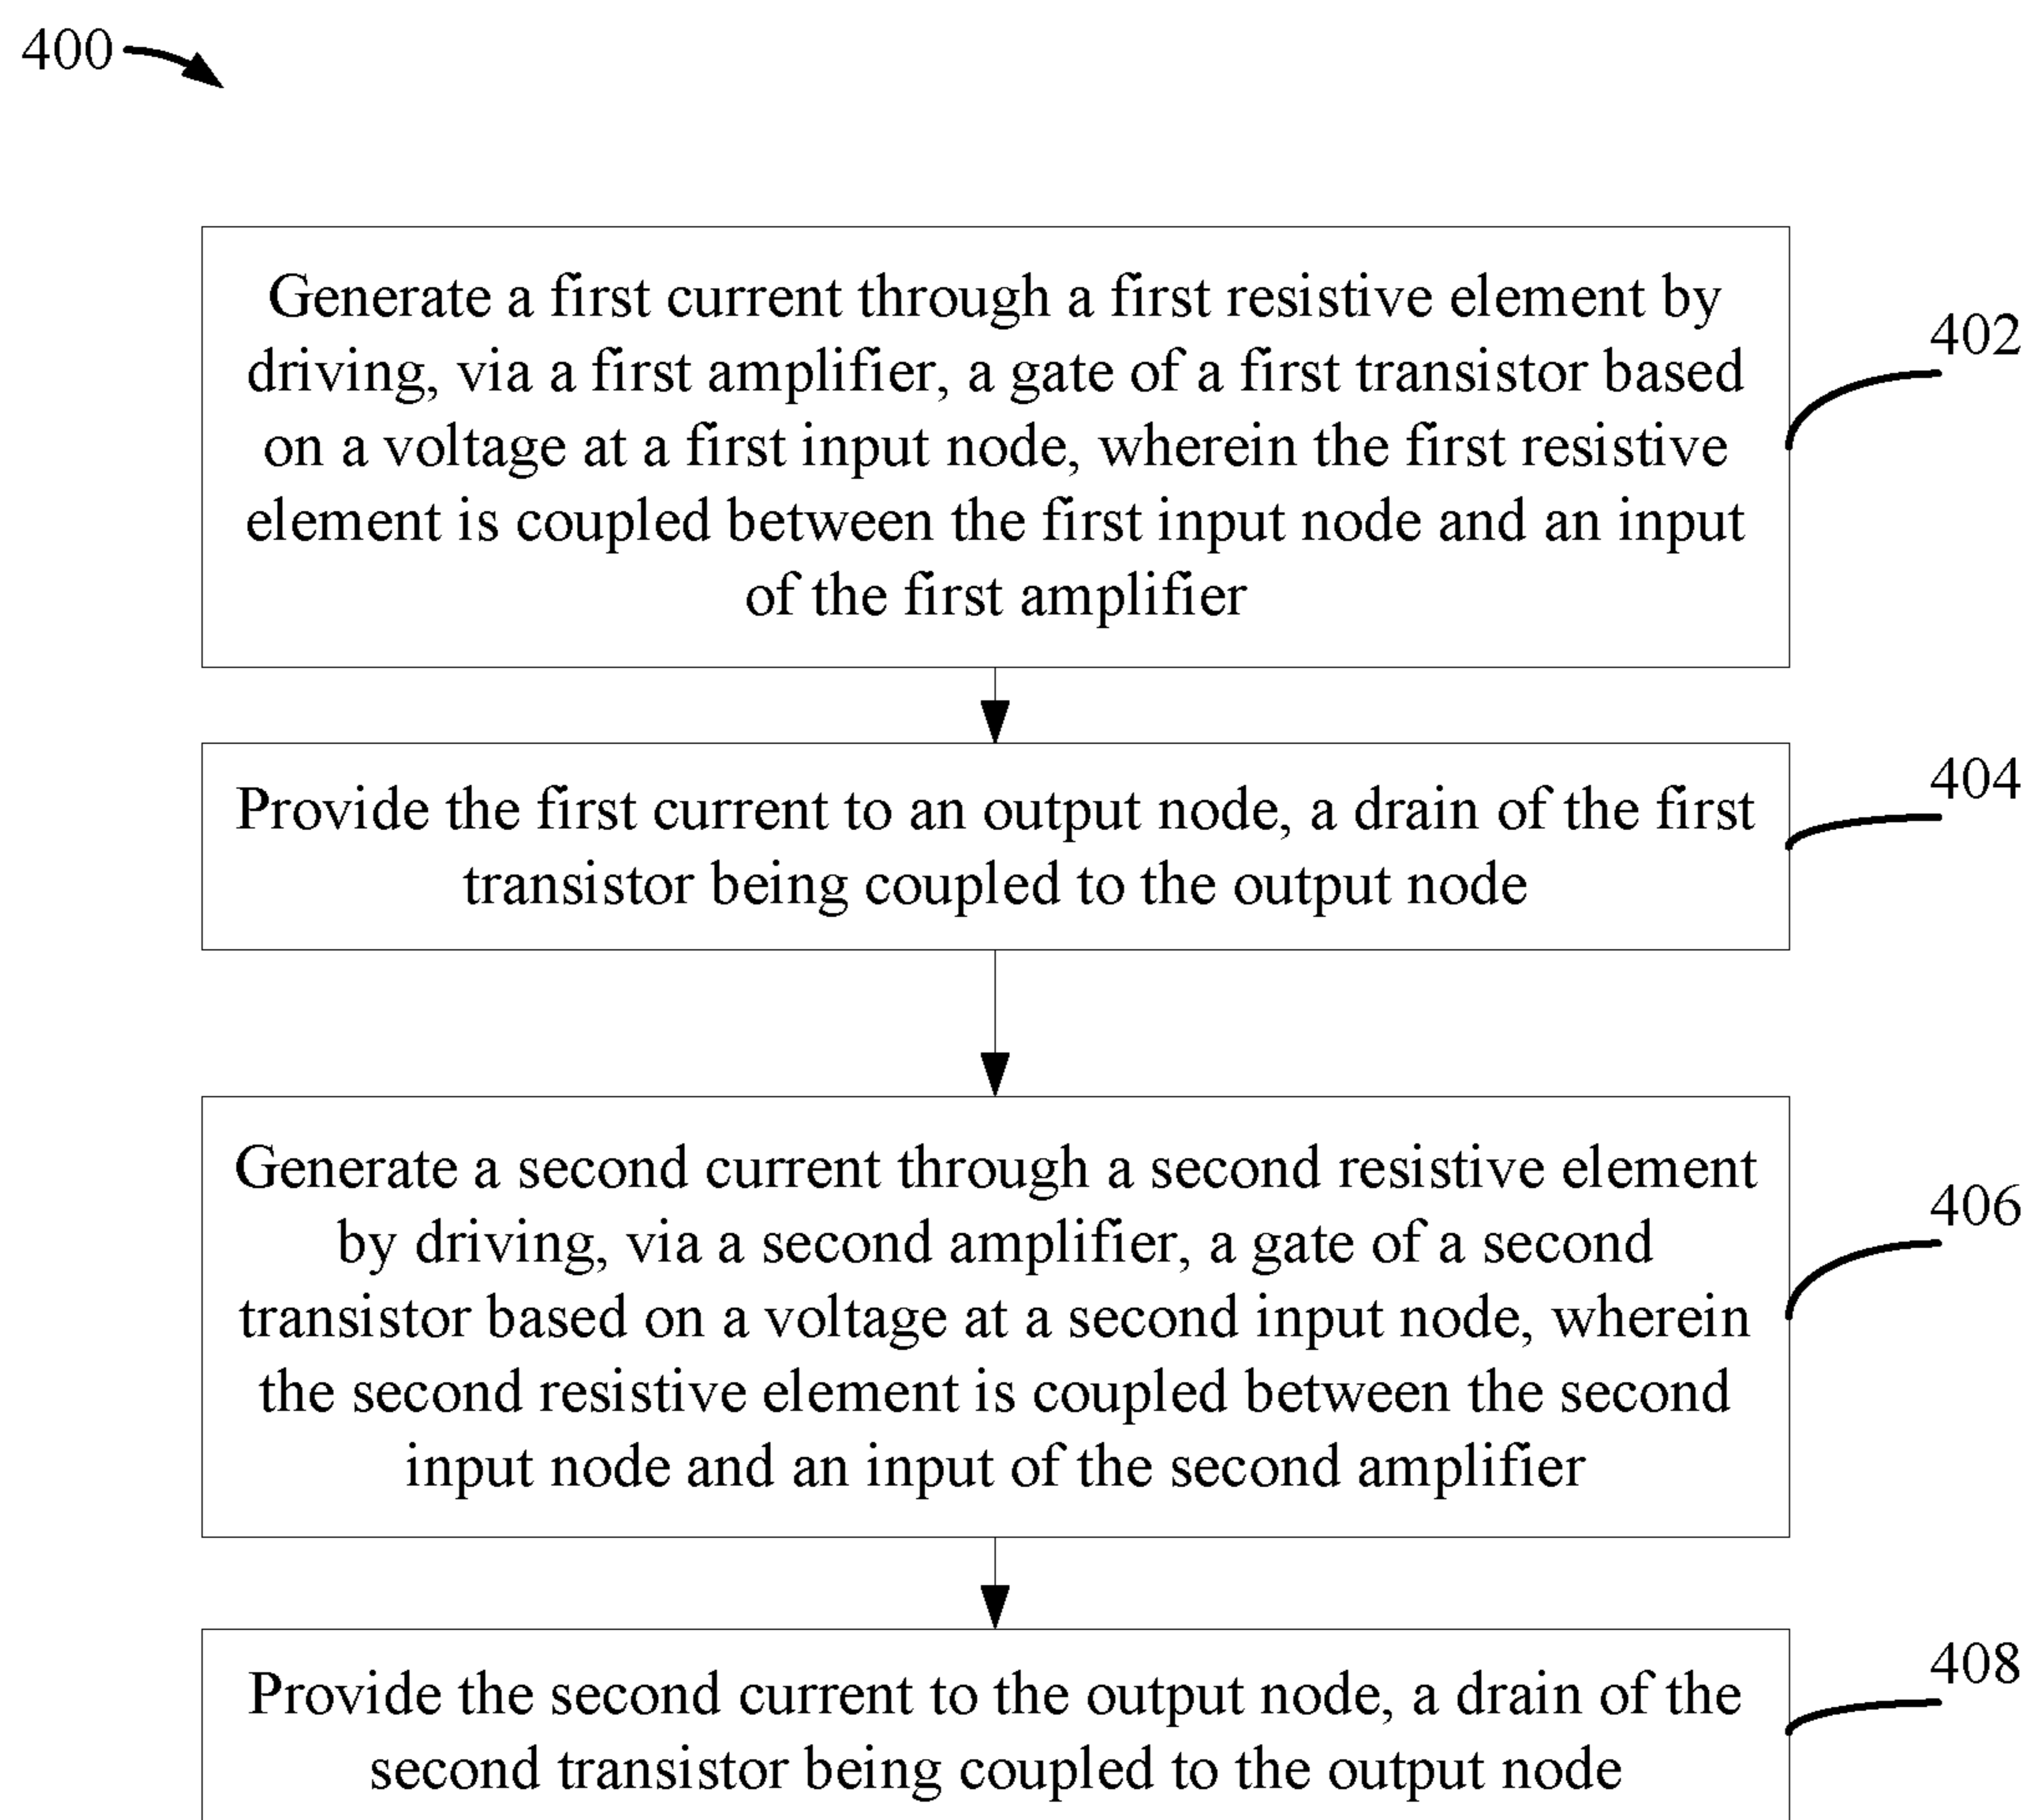 400
Generate a first current through a first resistive element by
driving, via a first amplifier, a gate of a first transistor based
on a voltage at a first input node, wherein the first resistive
element is coupled between the first input node and an input
of the first amplifier
402
Provide the first current to an output node, a drain of the first
transistor being coupled to the output node
404
Generate a second current through a second resistive element
by driving, via a second amplifier, a gate of a second
transistor based on a voltage at a second input node, wherein
the second resistive element is coupled between the second
input node and an input of the second amplifier
406
Provide the second current to the output node, a drain of the
second transistor being coupled to the output node
408